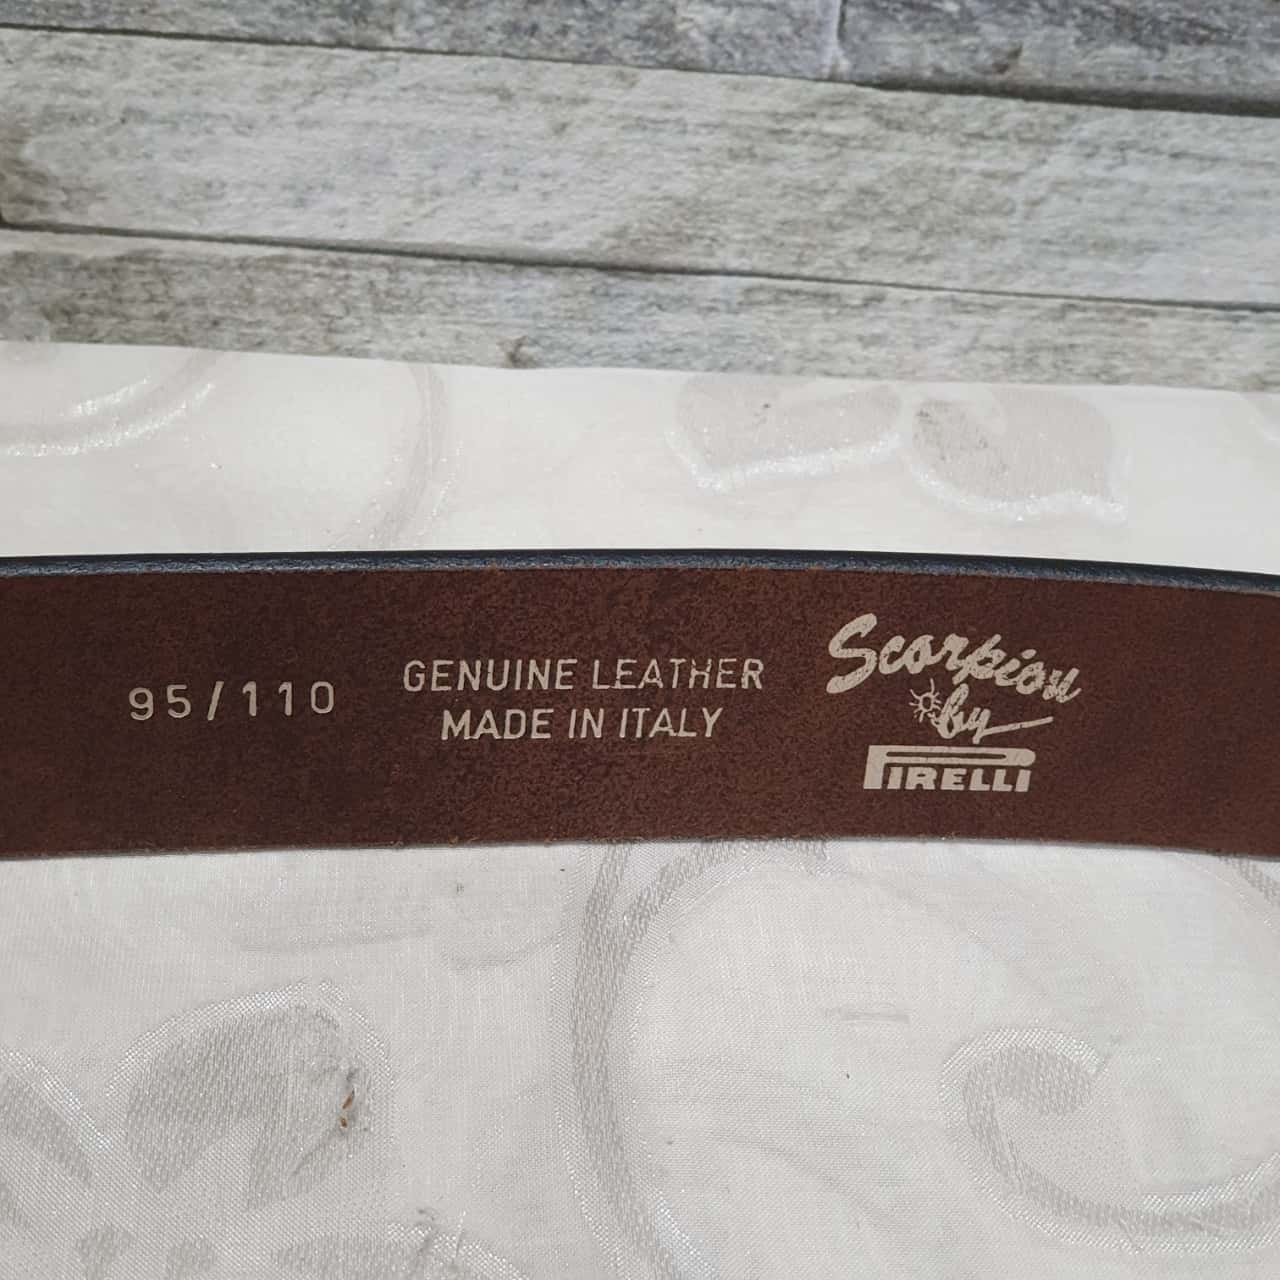 95/110
GENUINE LEATHER
MADE IN ITALY
Scorpion
by
PIRELLI